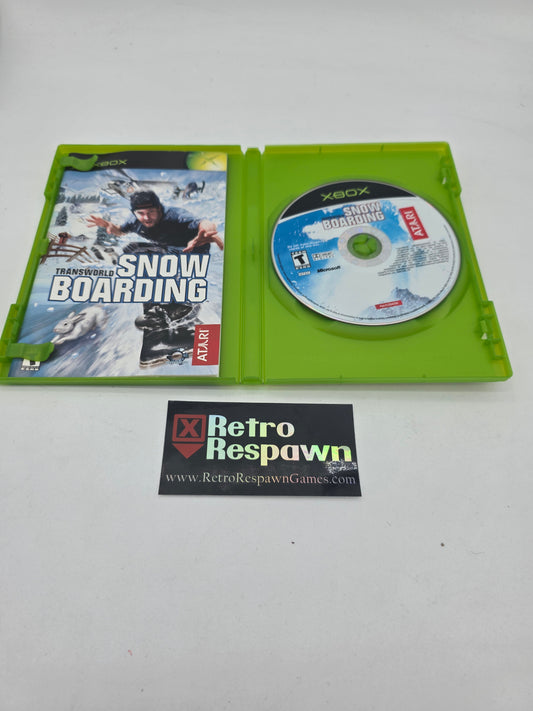 XBOX
TRANSWORLD SNOW
BOARDING
ATARI
XBOX
SNOW
BOARDING
ATARI
T
Microsoft
X Retro
Respawn
www.RetroRespawnGames.com